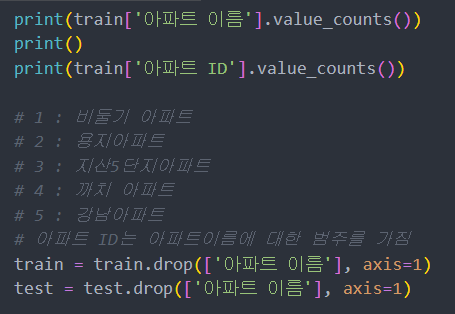 print(train['아파트 이름'].value_counts())
print()
print(train['아파트 ID'].value_counts())
# 1 : 비둘기 아파트
# 2 : 용지아파트
# 3 : 지산5단지아파트
# 4 : 까치 아파트
# 5 : 강남아파트
# 아파트 ID는 아파트이름에 대한 범주를 가짐
train = train.drop(['아파트 이름'], axis=1)
test = test.drop(['아파트 이름'], axis=1)